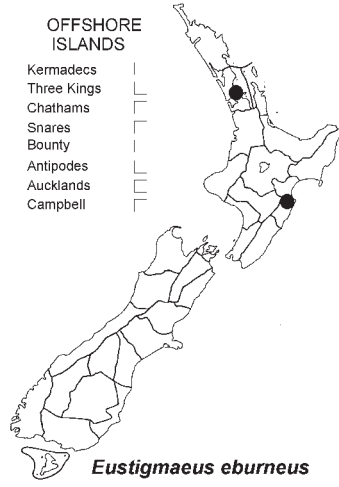 OFFSHORE
ISLANDS
Kermadecs
Three Kings
Chathams
Snares
Bounty
Antipodes
Aucklands
Campbell
Eustigmaeus eburneus